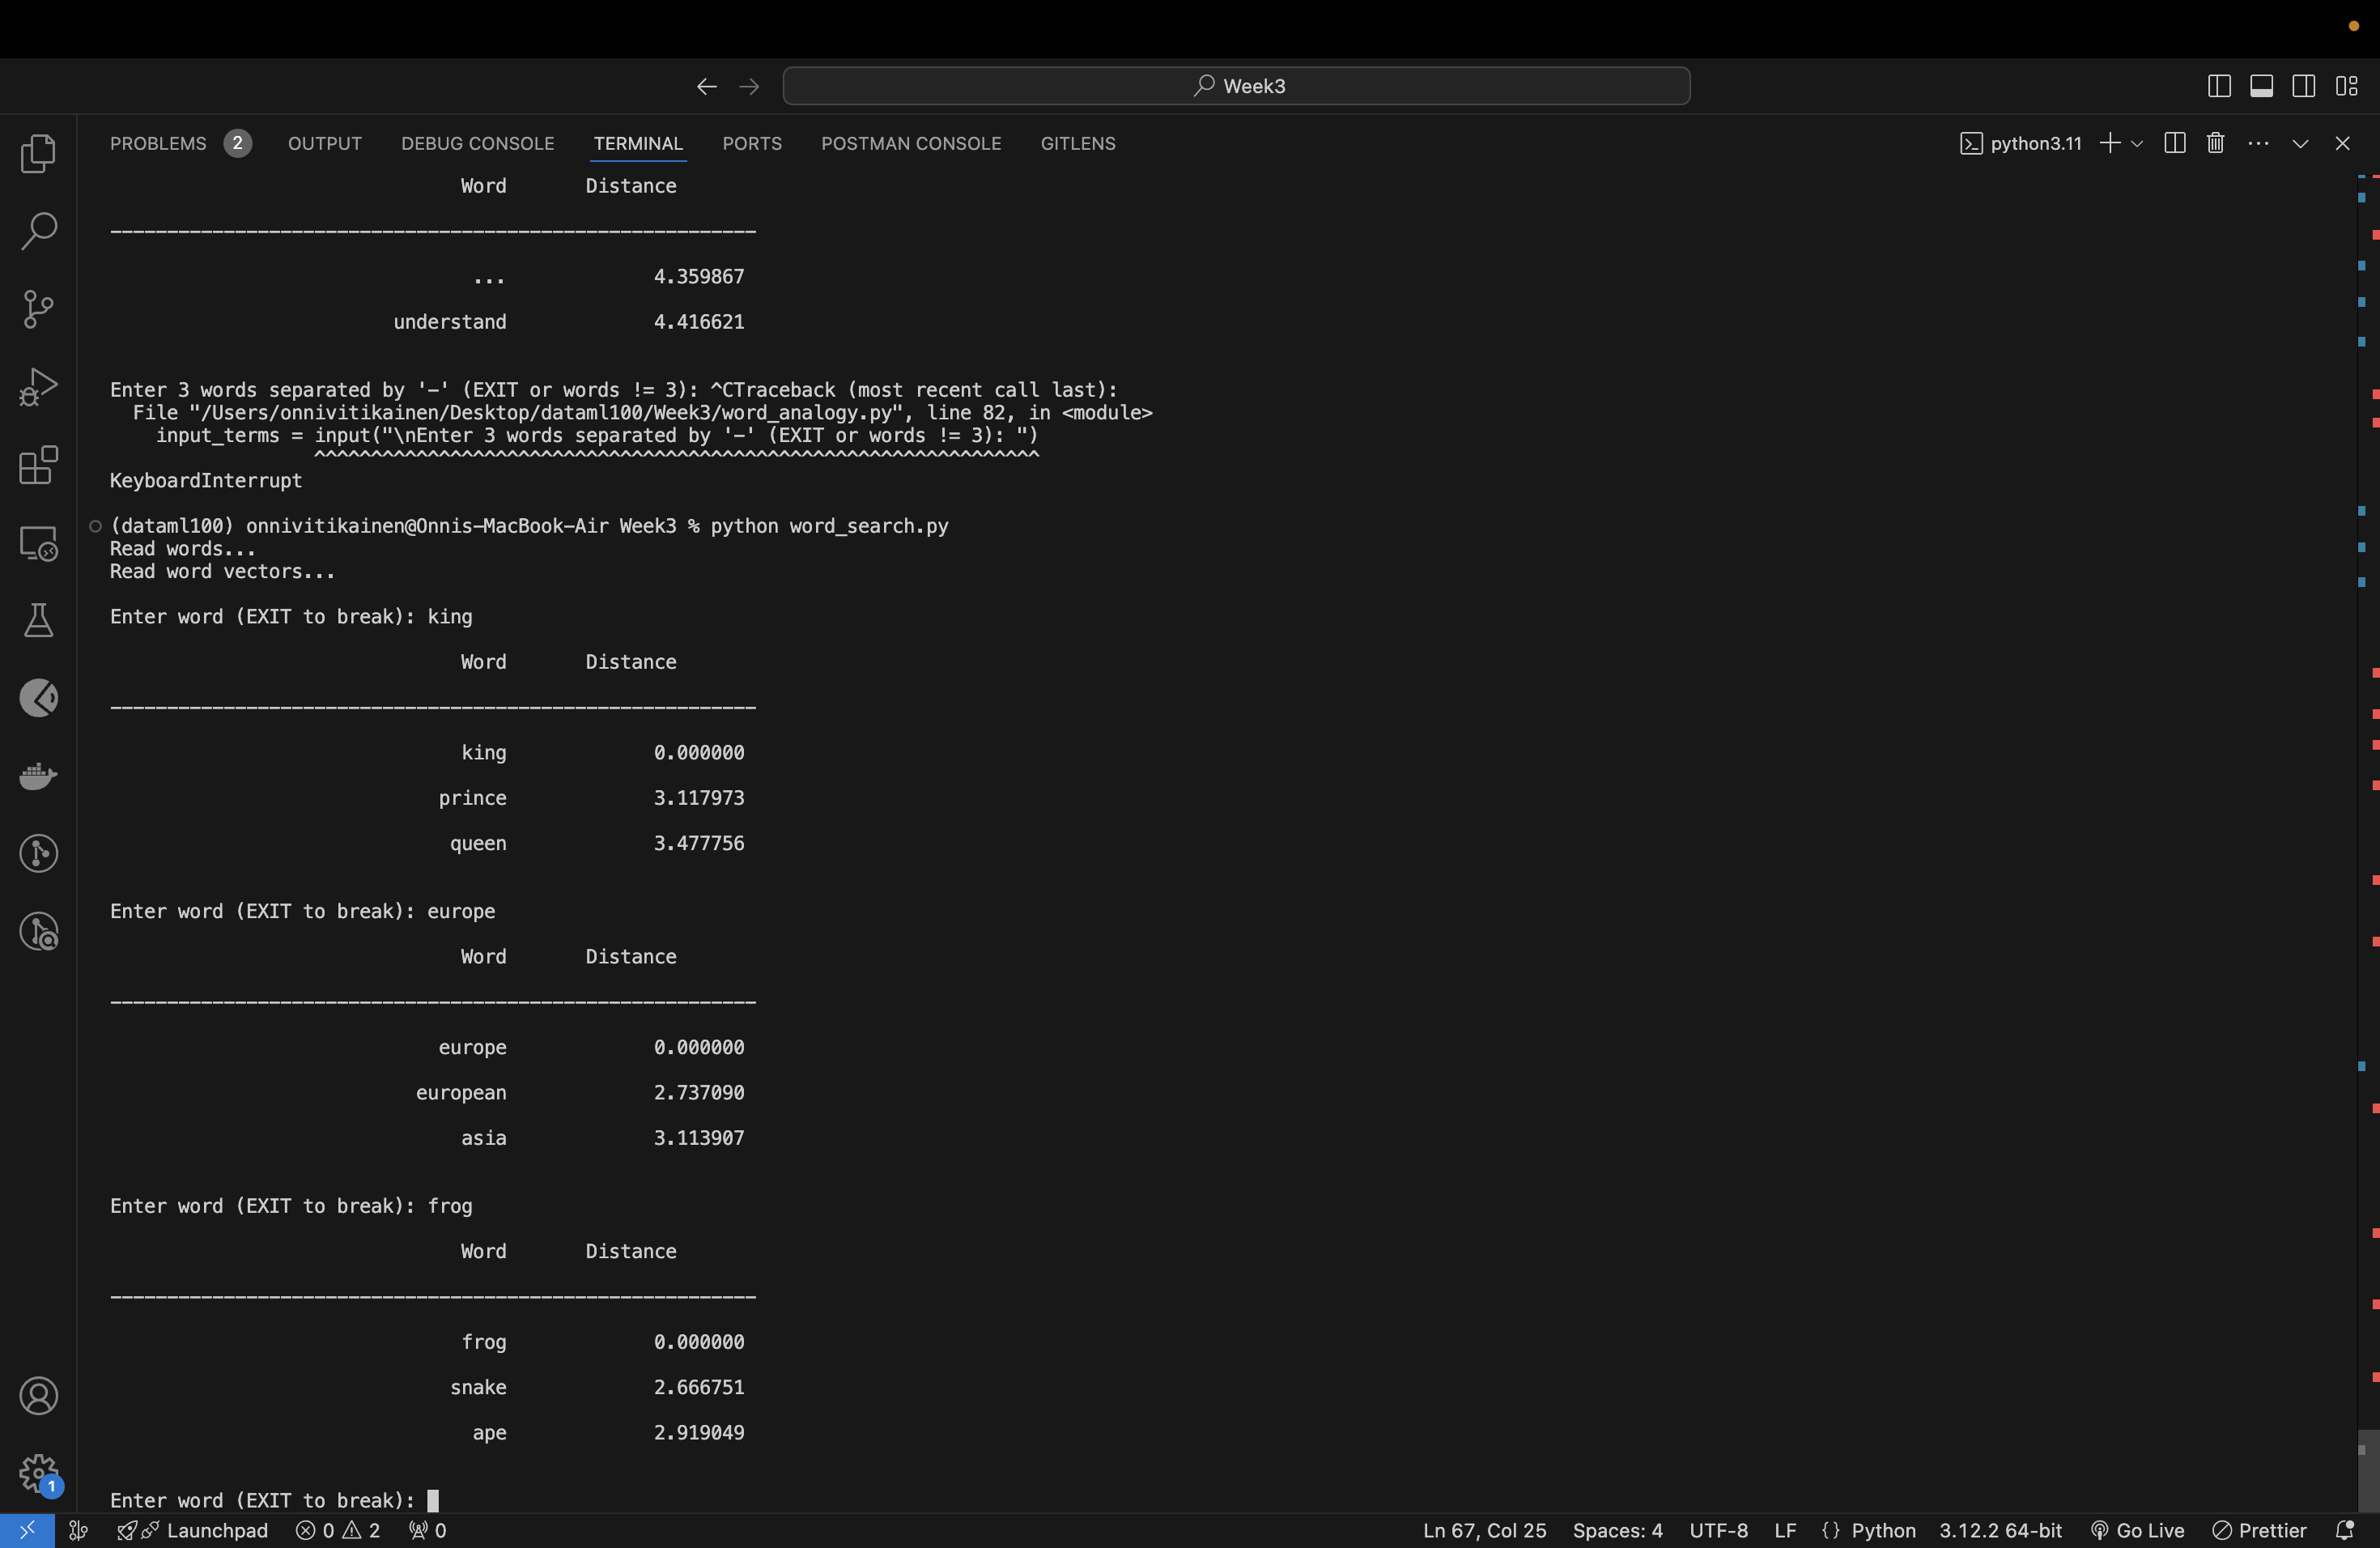 Week3
PROBLEMS 2 OUTPUT DEBUG CONSOLE TERMINAL PORTS POSTMAN CONSOLE GITLENS python3.11
Word Distance
---------------------------------------------------------
... 4.359867
understand 4.416621
Enter 3 words separated by '-' (EXIT or words != 3): ^CTraceback (most recent call last):
File "/Users/onnivitikainen/Desktop/dataml100/Week3/word_analogy.py", line 82, in <module>
input_terms = input("\nEnter 3 words separated by '-' (EXIT or words != 3): ")
^^^^^^^^^^^^^^^^^^^^^^^^^^^^^^^^^^^^^^^^^^^^^^^^^^^^^^^^^^^^^^^^
KeyboardInterrupt
(dataml100) onnivitikainen@Onnis-MacBook-Air Week3 % python word_search.py
Read words...
Read word vectors...
Enter word (EXIT to break): king
Word Distance
---------------------------------------------------------
king 0.000000
prince 3.117973
queen 3.477756
Enter word (EXIT to break): europe
Word Distance
---------------------------------------------------------
europe 0.000000
european 2.737090
asia 3.113907
Enter word (EXIT to break): frog
Word Distance
---------------------------------------------------------
frog 0.000000
snake 2.666751
ape 2.919049
Enter word (EXIT to break):
1
Launchpad 0 2 0 Ln 67, Col 25 Spaces: 4 UTF-8 LF {} Python 3.12.2 64-bit Go Live Prettier